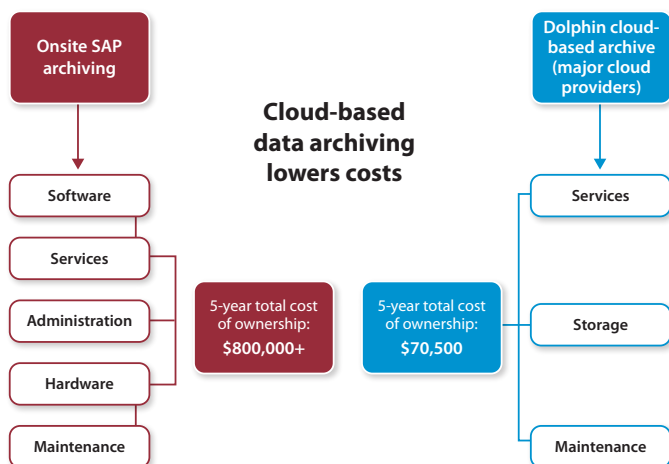 Onsite SAP
archiving
Dolphin cloud-
based archive
(major cloud
providers)
Cloud-based
data archiving
lowers costs
Software
Services
Administration
Hardware
Maintenance
5-year total cost
of ownership:
$800,000+
5-year total cost
of ownership:
$70,500
Services
Storage
Maintenance